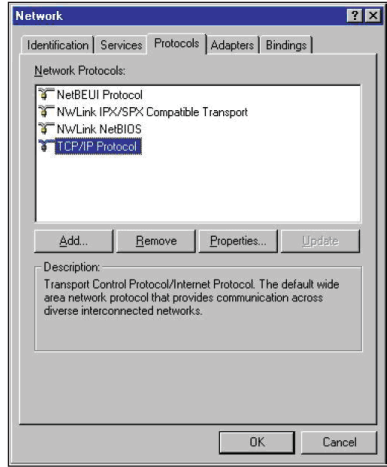 Network
Identification Services Protocols Adapters Bindings
Network Protocols:
NetBEUI Protocol
NWLink IPX/SPX Compatible Transport
NWLink NetBIOS
TCP/IP Protocol
Add... Remove Properties... Update
Description:
Transport Control Protocol/Internet Protocol. The default wide
area network protocol that provides communication across
diverse interconnected networks.
OK Cancel